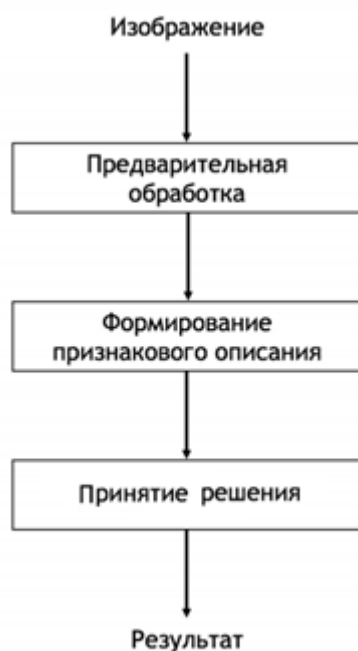 Изображение
Предварительная
обработка
Формирование
признакового описания
Принятие решения
Результат